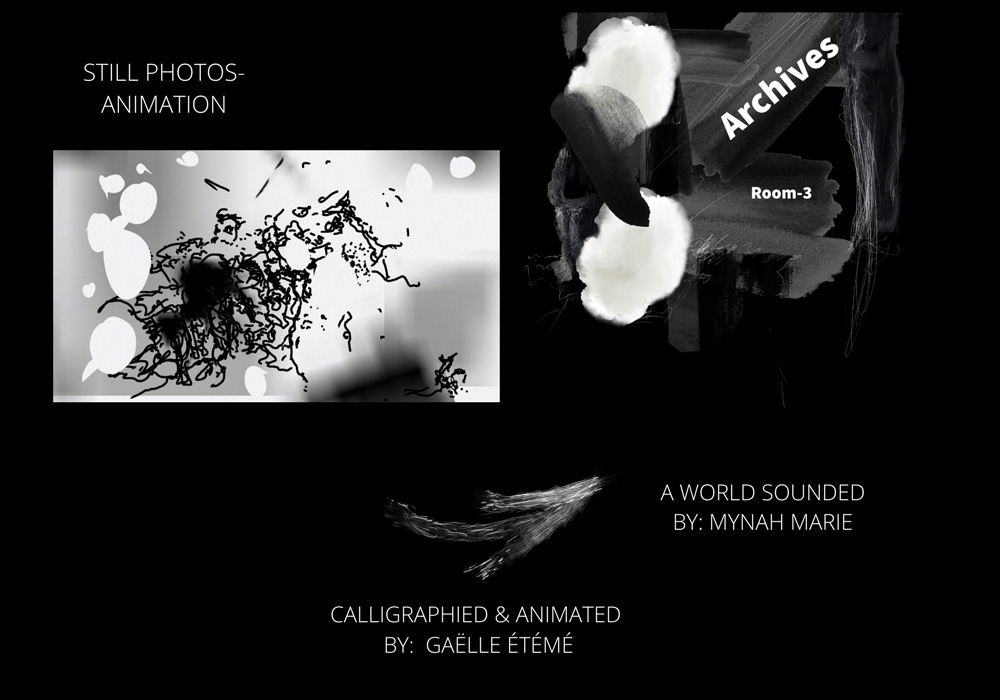 STILL PHOTOS-
ANIMATION
Archives
Room-3
A WORLD SOUNDED
BY: MYNAH MARIE
CALLIGRAPHIED & ANIMATED
BY: GAËLLE ÉTÉMÉ